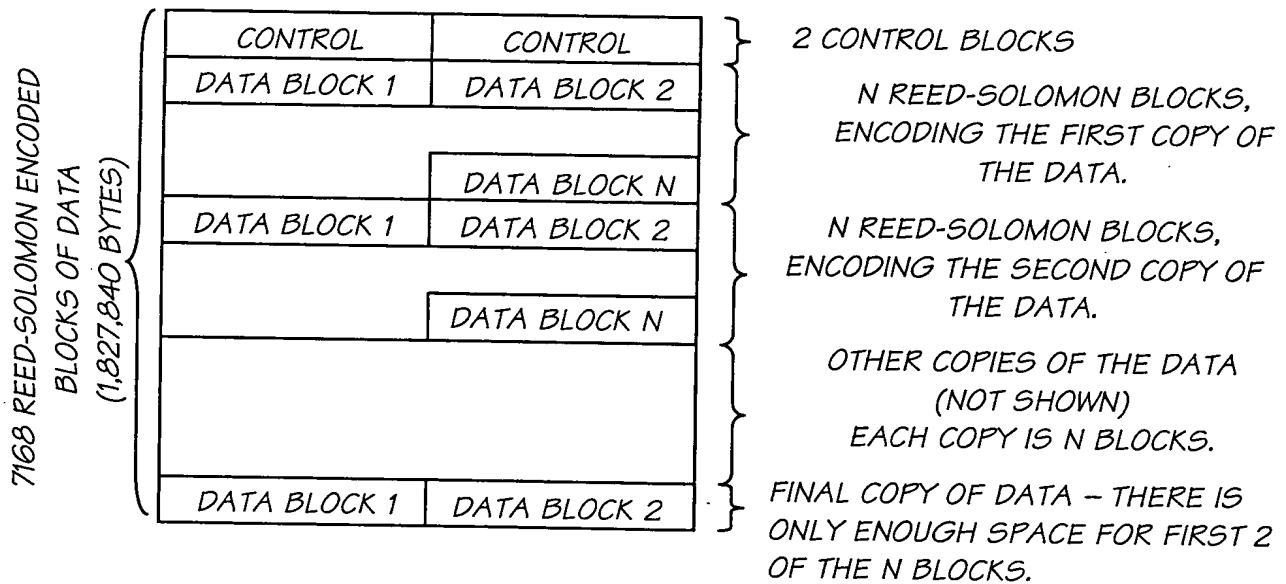 7168 REED-SOLOMON ENCODED
BLOCKS OF DATA
(1,827,840 BYTES)
CONTROL CONTROL
2 CONTROL BLOCKS
DATA BLOCK 1 DATA BLOCK 2
DATA BLOCK N
N REED-SOLOMON BLOCKS,
ENCODING THE FIRST COPY OF
THE DATA.
DATA BLOCK 1 DATA BLOCK 2
DATA BLOCK N
N REED-SOLOMON BLOCKS,
ENCODING THE SECOND COPY OF
THE DATA.
OTHER COPIES OF THE DATA
(NOT SHOWN)
EACH COPY IS N BLOCKS.
DATA BLOCK 1 DATA BLOCK 2
FINAL COPY OF DATA – THERE IS
ONLY ENOUGH SPACE FOR FIRST 2
OF THE N BLOCKS.